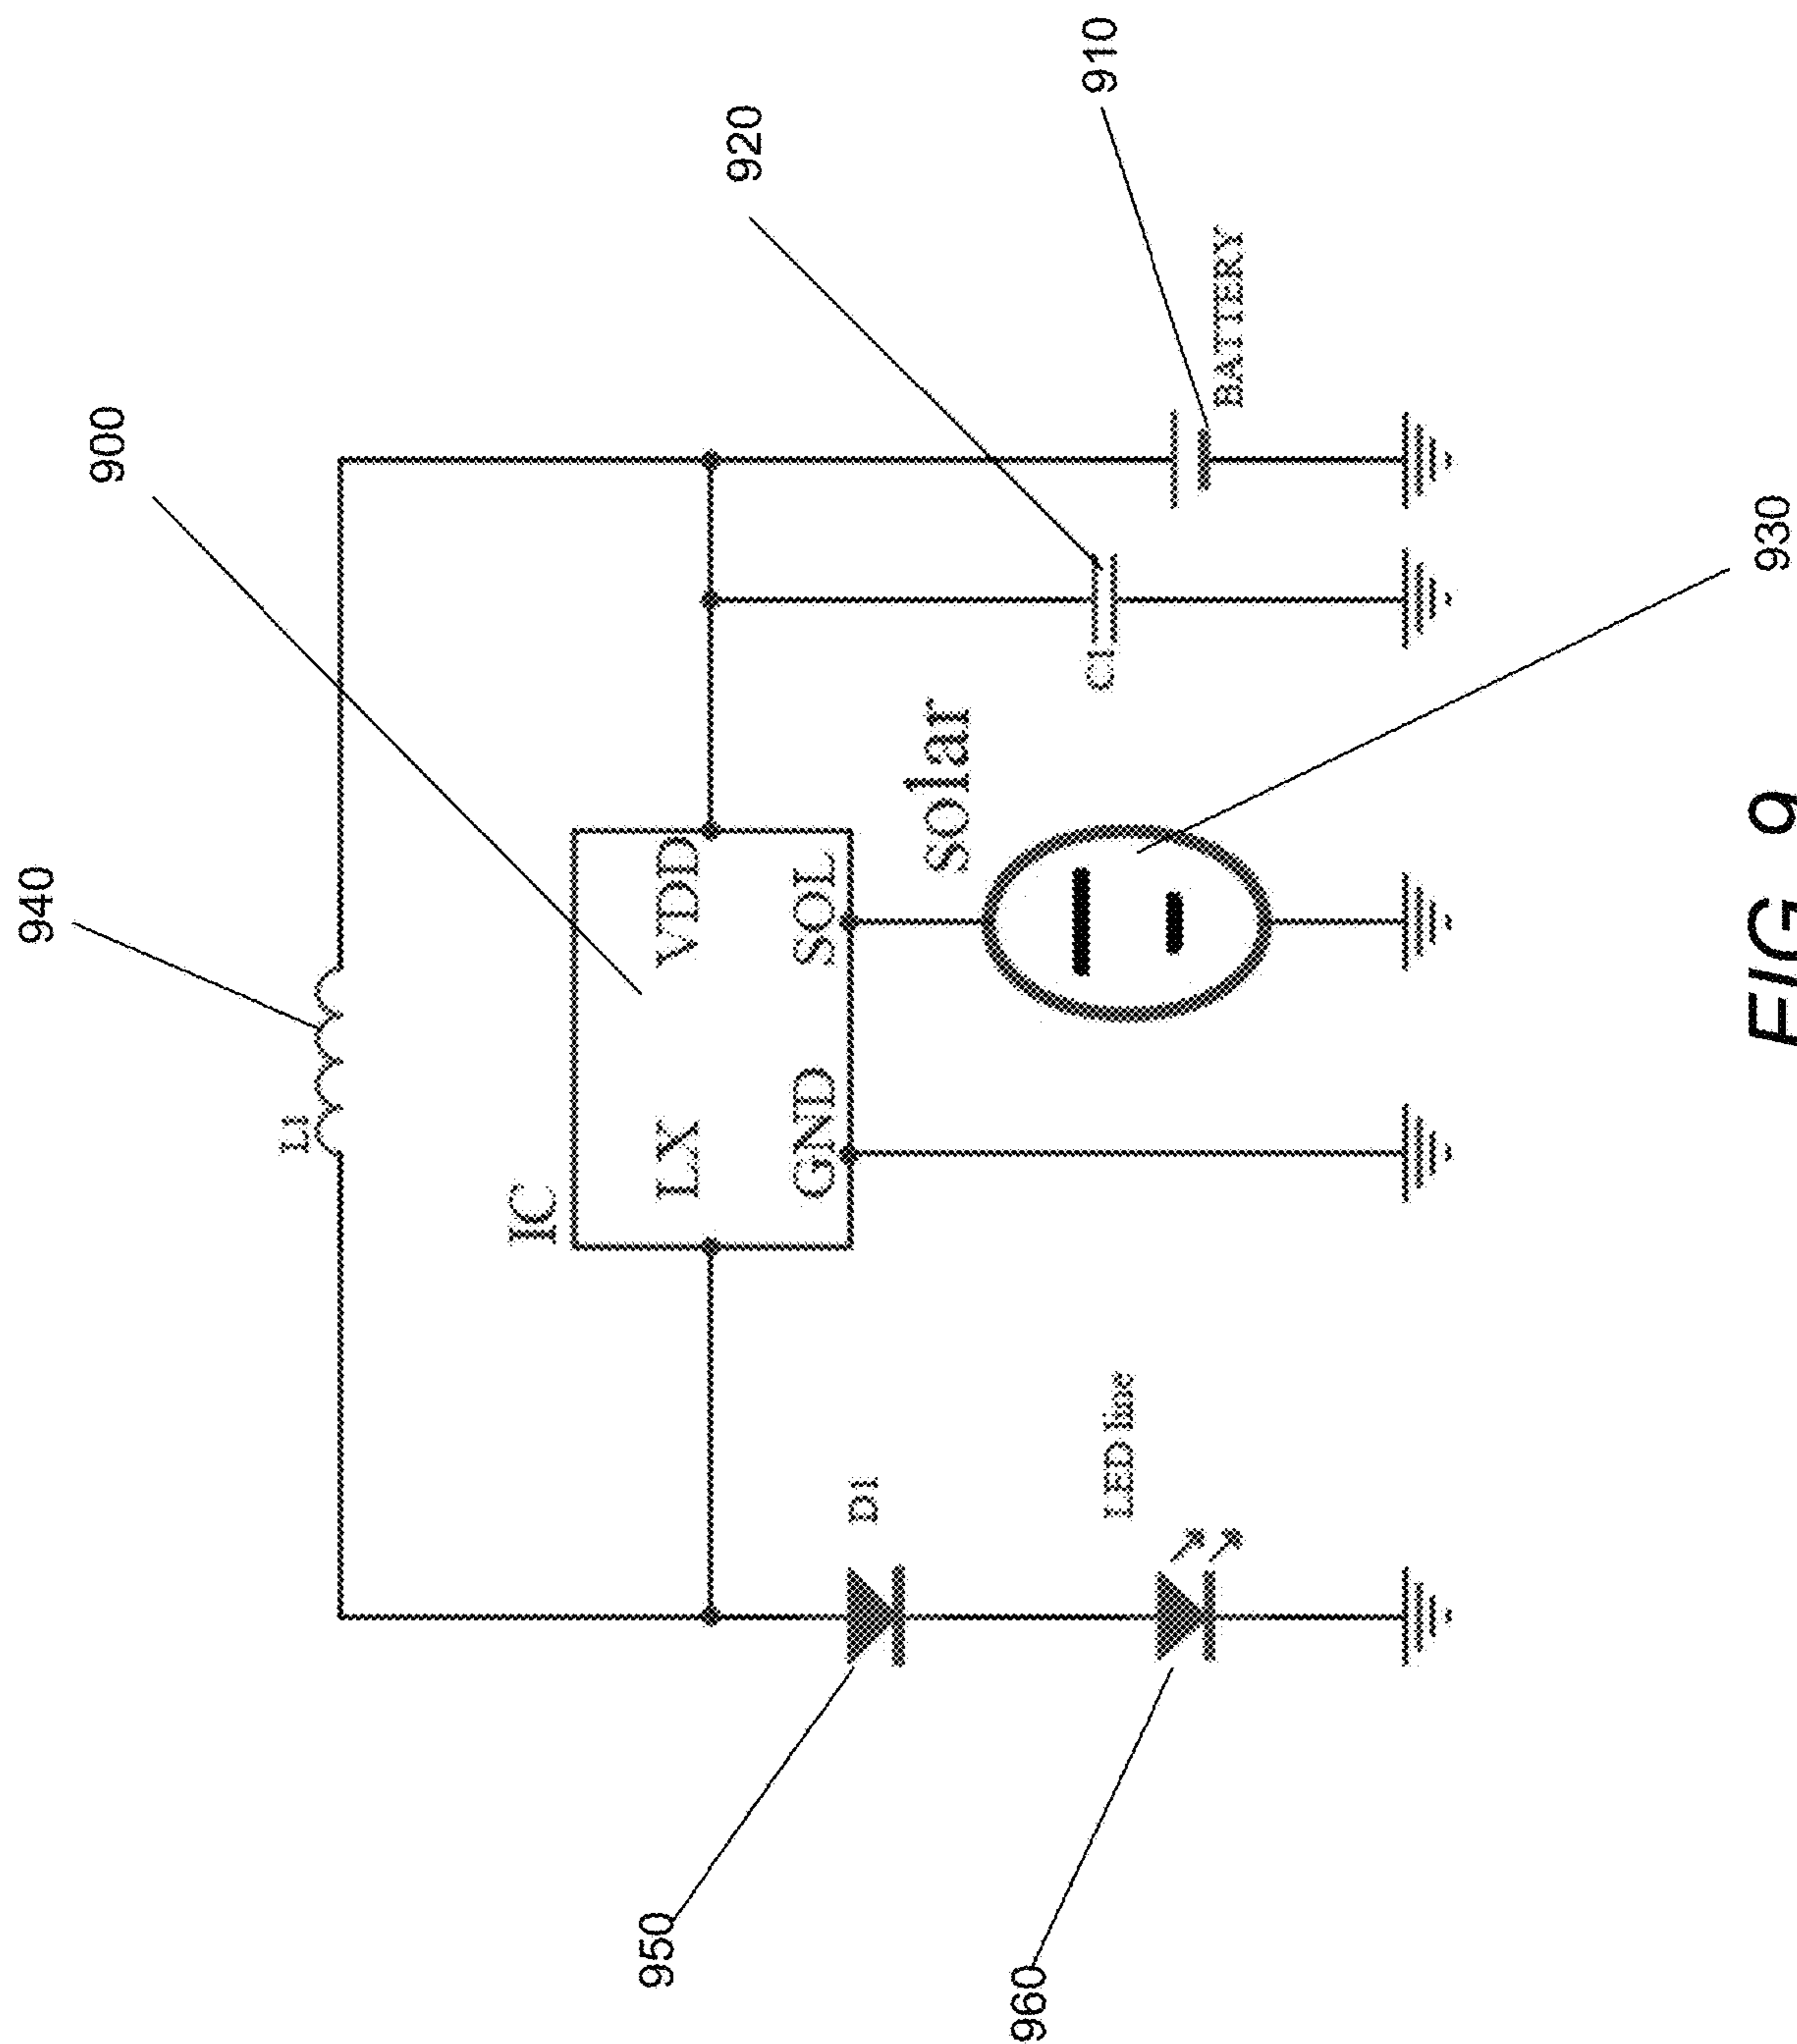 940
900
920
910
L1
IC
LX
VDD
GND
SOL
Solar
D1
LED line
C1
BATTERY
950
960
930
FIG. 9